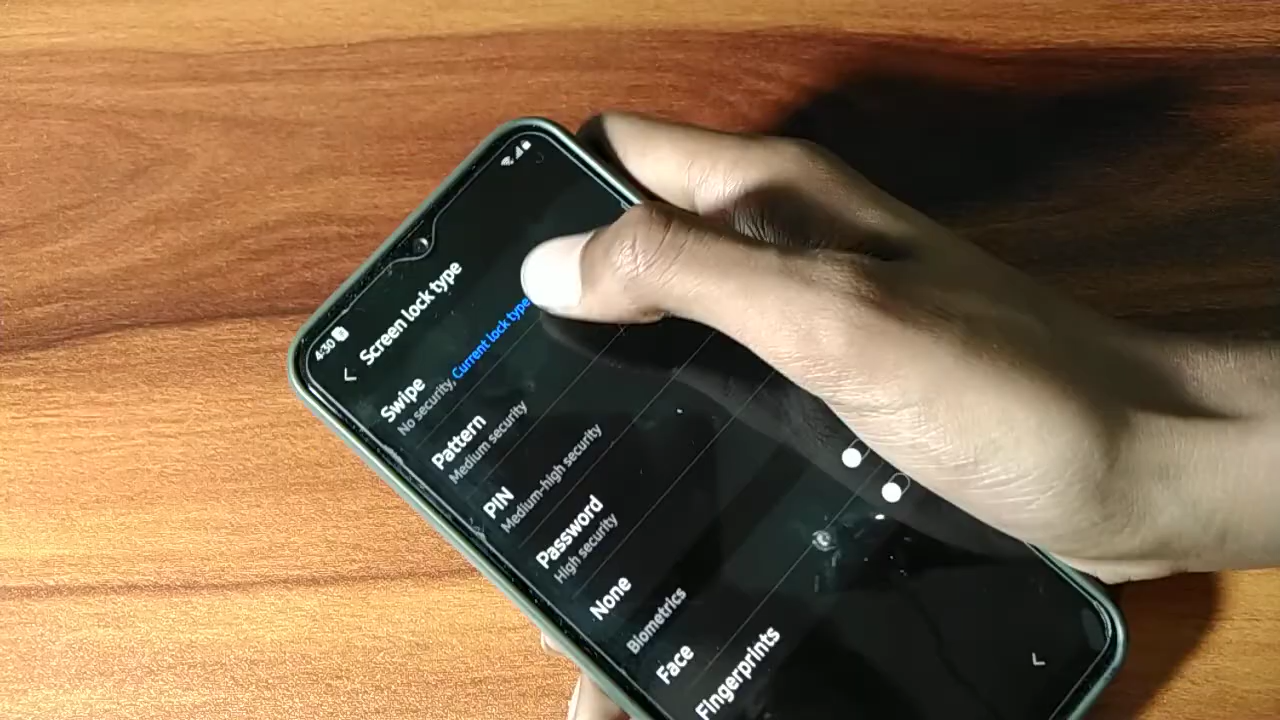 4:30
Screen lock type
Swipe
No security, Current lock type
Pattern
Medium security
PIN
Medium-high security
Password
High security
None
Biometrics
Face
Fingerprints